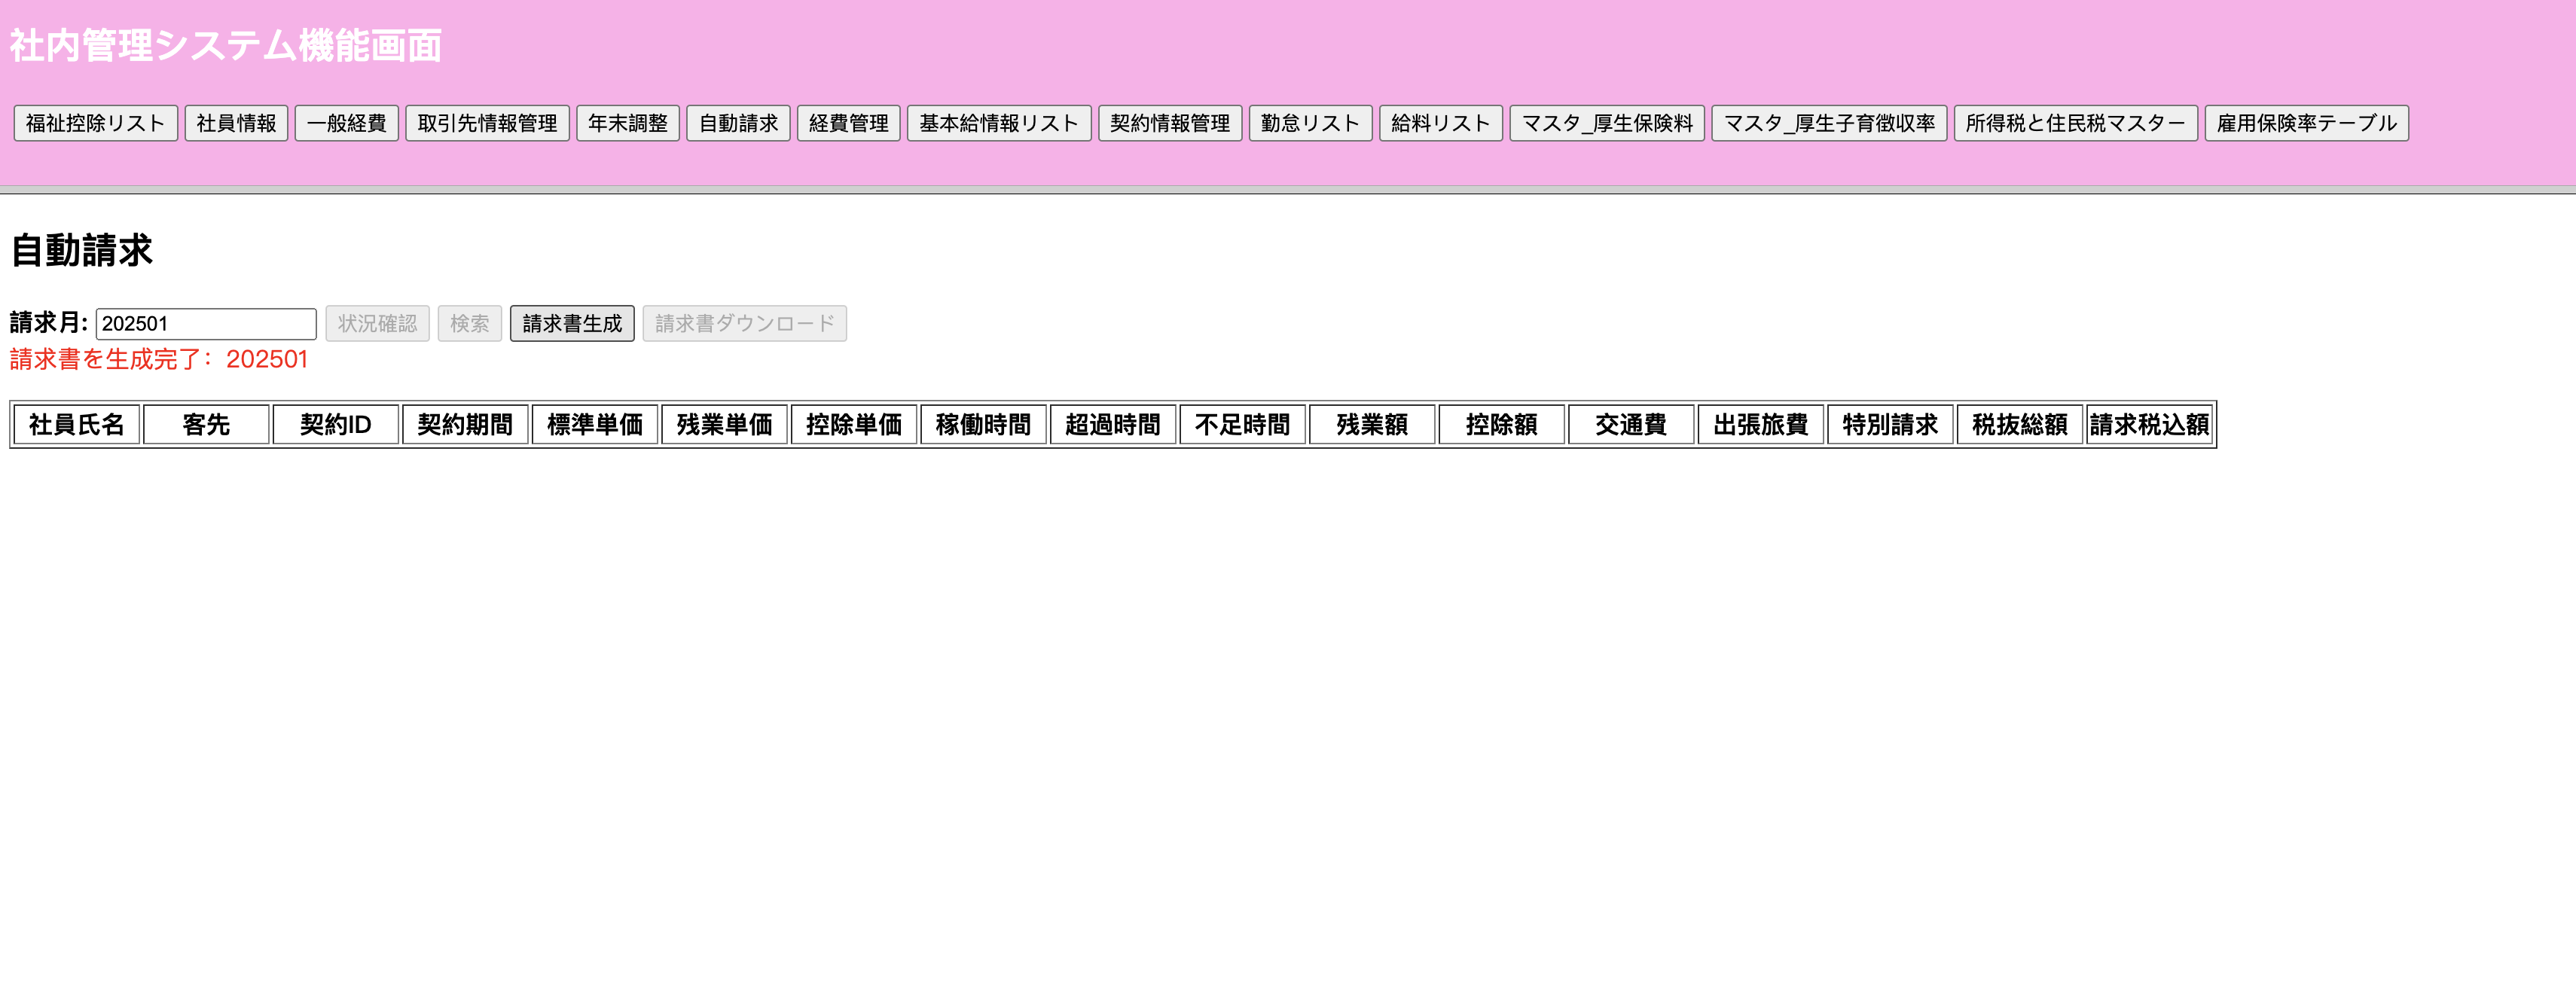 社内管理システム機能画面
福祉控除リスト 社員情報 一般経費 取引先情報管理 年末調整 自動請求 経費管理 基本給情報リスト 契約情報管理 勤怠リスト 給料リスト マスタ_厚生保険料 マスタ_厚生子育徴収率 所得税と住民税マスター 雇用保険率テーブル
自動請求
請求月: 202501 状況確認 検索 請求書生成 請求書ダウンロード
請求書を生成完了：202501
社員氏名 客先 契約ID 契約期間 標準単価 残業単価 控除単価 稼働時間 超過時間 不足時間 残業額 控除額 交通費 出張旅費 特別請求 税抜総額 請求税込額